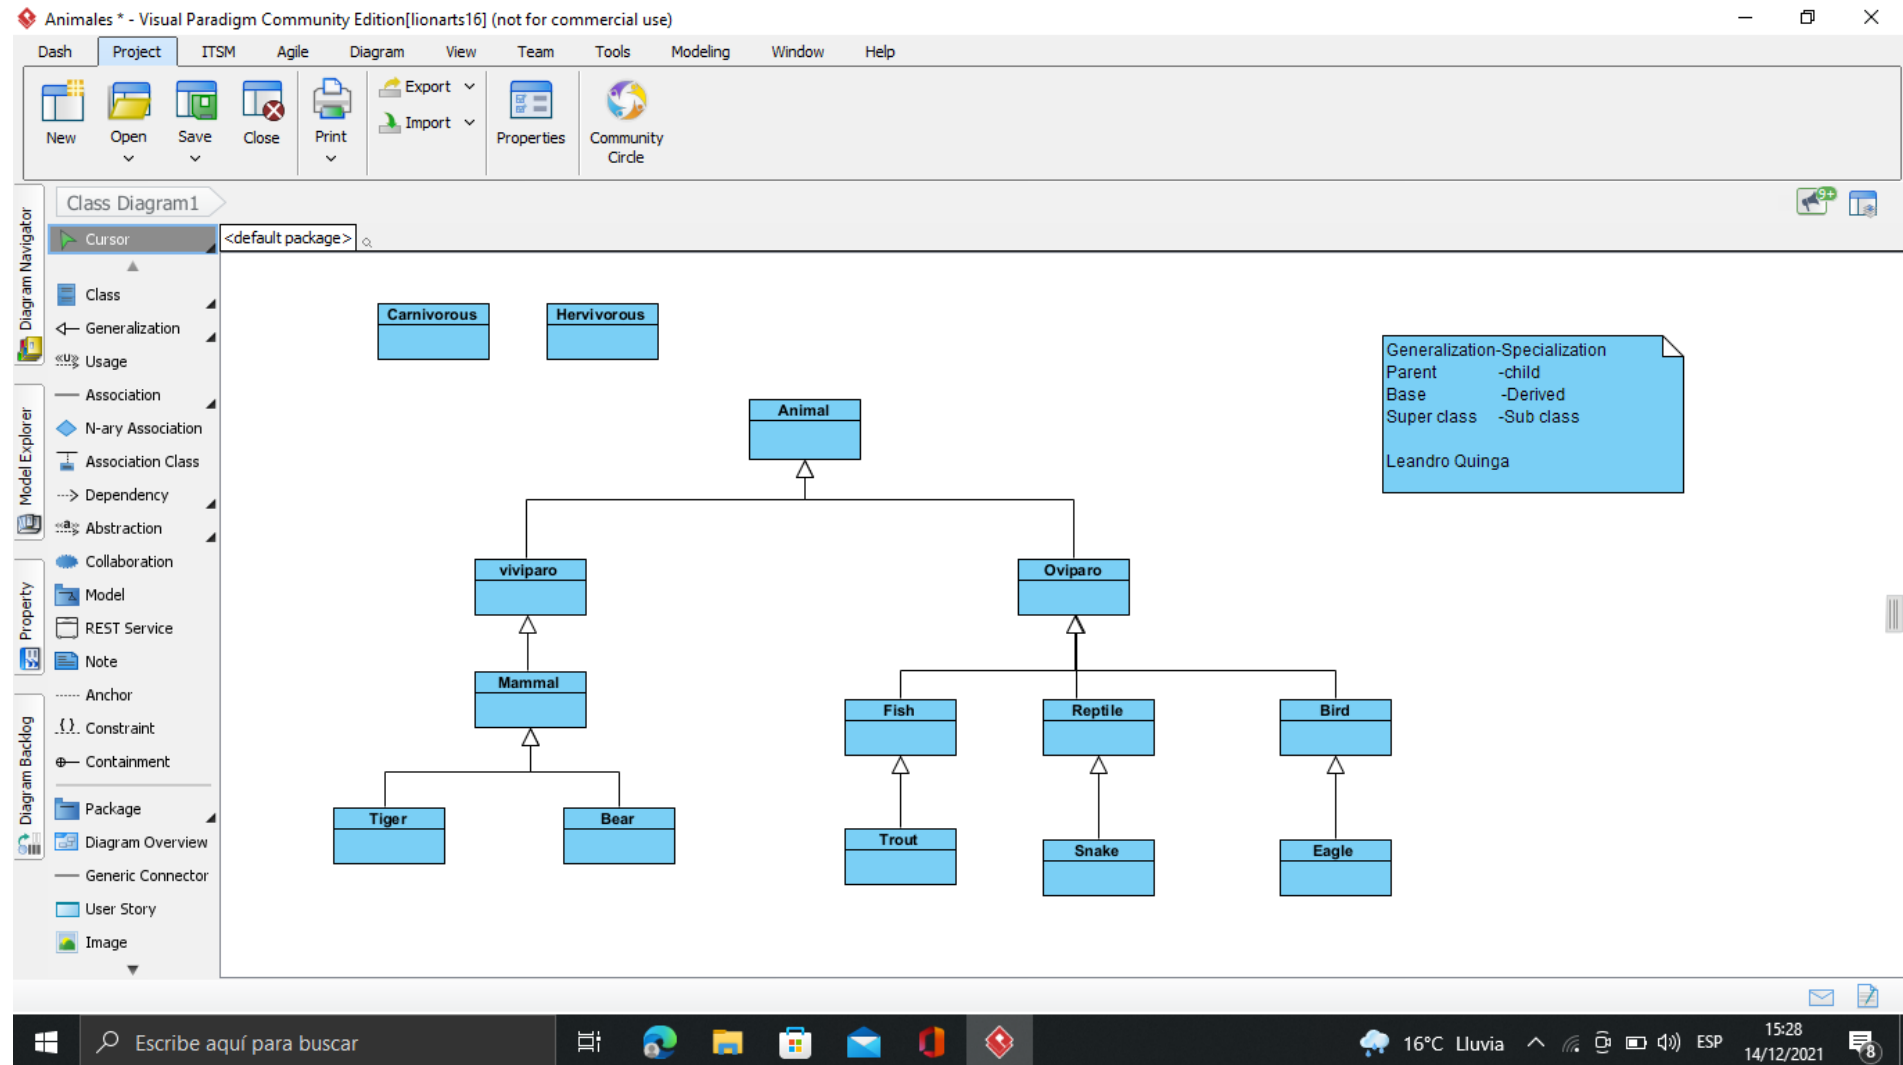 Animales * - Visual Paradigm Community Edition[lionarts16] (not for commercial use)
Dash Project ITSM Agile Diagram View Team Tools Modeling Window Help
New Open Save Close Print Export Import Properties Community Circle
Class Diagram1
9+
Diagram Navigator
Model Explorer
Property
Diagram Backlog
Cursor
<default package>
Class
Generalization
«U» Usage
Association
N-ary Association
Association Class
Dependency
«a» Abstraction
Collaboration
Model
REST Service
Note
Anchor
{} Constraint
Containment
Package
Diagram Overview
Generic Connector
User Story
Image
Carnivorous
Hervivorous
Generalization-Specialization
Parent -child
Base -Derived
Super class -Sub class
Leandro Quinga
Animal
viviparo
Oviparo
Mammal
Fish
Reptile
Bird
Tiger
Bear
Trout
Snake
Eagle
Escribe aquí para buscar
16°C Lluvia
ESP
15:28
14/12/2021
8